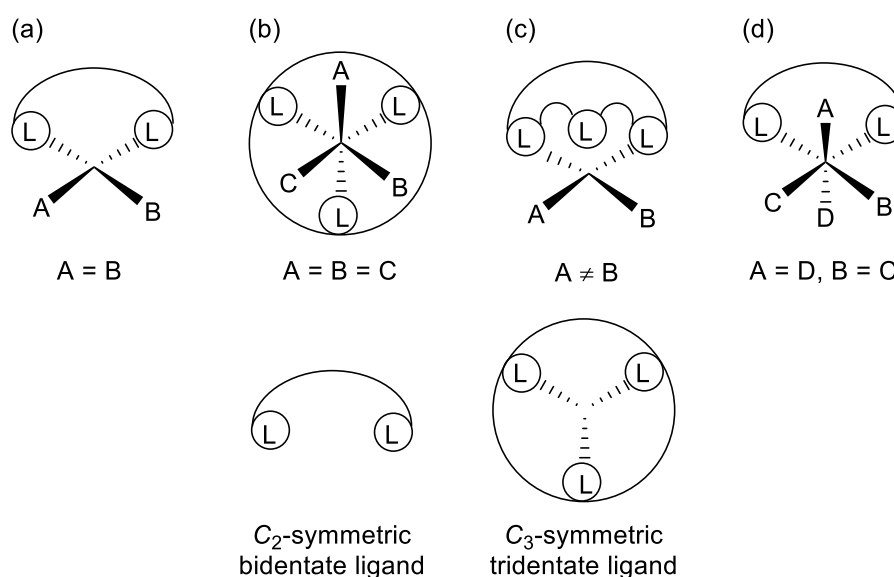 (a) (b) (c) (d)
A A
L L L L L L L L L
C B C B
A B L A B D
A = B A = B = C A ≠ B A = D, B = C
L L
L L L
C2-symmetric C3-symmetric
bidentate ligand tridentate ligand